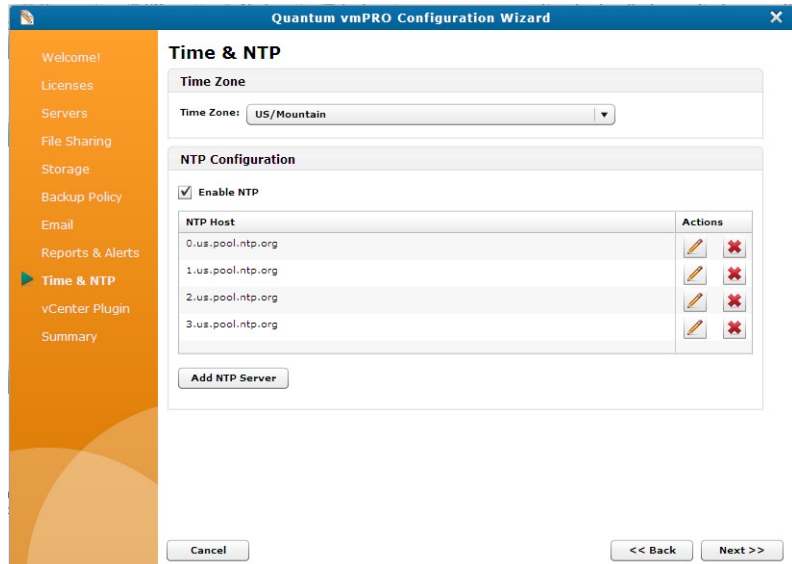 Quantum vmPRO Configuration Wizard
Welcome!
Licenses
Servers
File Sharing
Storage
Backup Policy
Email
Reports & Alerts
Time & NTP
vCenter Plugin
Summary
Time & NTP
Time Zone
Time Zone: US/Mountain
NTP Configuration
Enable NTP
NTP Host Actions
0.us.pool.ntp.org
1.us.pool.ntp.org
2.us.pool.ntp.org
3.us.pool.ntp.org
Add NTP Server
Cancel << Back Next >>